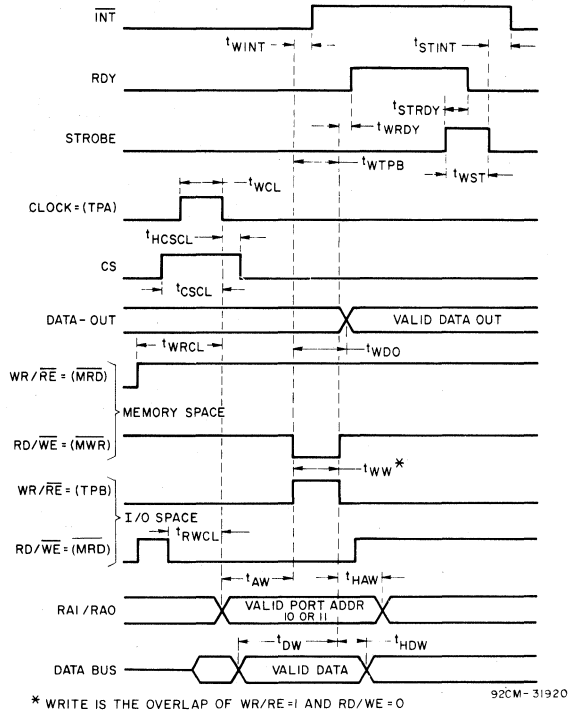 INT
tWINT
tSTINT
RDY
tSTRDY
tWRDY
STROBE
tWTPB
tWST
tWCL
CLOCK=(TPA)
tHCSCL
CS
tCSCL
DATA-OUT
VALID DATA OUT
tWRCL
tWDO
WR/RE=(MRD)
MEMORY SPACE
RD/WE=(MWR)
tWW*
WR/RE=(TPB)
I/O SPACE
tRWCL
RD/WE=(MRD)
tAW
tHAW
RA1/RA0
VALID PORT ADDR
10 OR 11
tDW
tHDW
DATA BUS
VALID DATA
92CM-31920
* WRITE IS THE OVERLAP OF WR/RE=1 AND RD/WE=0